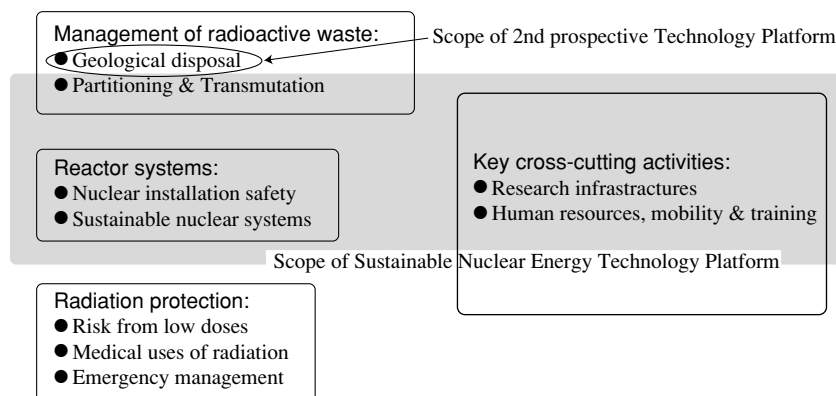 Management of radioactive waste:
● Geological disposal
● Partitioning & Transmutation
Scope of 2nd prospective Technology Platform
Reactor systems:
● Nuclear installation safety
● Sustainable nuclear systems
Key cross-cutting activities:
● Research infrastractures
● Human resources, mobility & training
Scope of Sustainable Nuclear Energy Technology Platform
Radiation protection:
● Risk from low doses
● Medical uses of radiation
● Emergency management